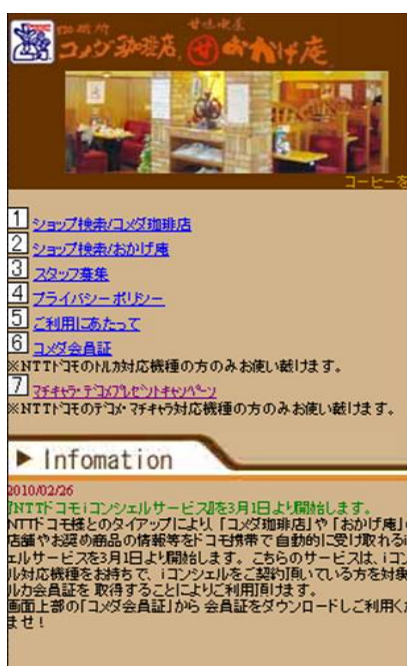 珈琲所
コメダ珈琲店
甘味喫茶
甘
おかげ庵
コーヒーを
1 ショップ検索/コメダ珈琲店
2 ショップ検索/おかげ庵
3 スタッフ募集
4 プライバシーポリシー
5 ご利用にあたって
6 コメダ会員証
※NTTドコモのトルカ対応機種の方のみお使い戴けます。
7 マチキャラ・デコメプレゼントキャンペーン
※NTTドコモのデコメ・マチキャラ対応機種の方のみお使い戴けます。
Infomation
2010/02/26
『NTTドコモiコンシェルサービス』を3月1日より開始します。
NTTドコモ様とのタイアップにより、「コメダ珈琲店」や「おかげ庵」の
店舗やお奨め商品の情報等をドコモ携帯で自動的に受け取れるi
ェルサービスを3月1日より開始します。こちらのサービスは、iコン
ル対応機種をお持ちで、iコンシェルをご契約頂いている方を対象
ルカ会員証を取得することによりご利用頂けます。
画面上部の「コメダ会員証」から会員証をダウンロードしご利用くだ
ませ!